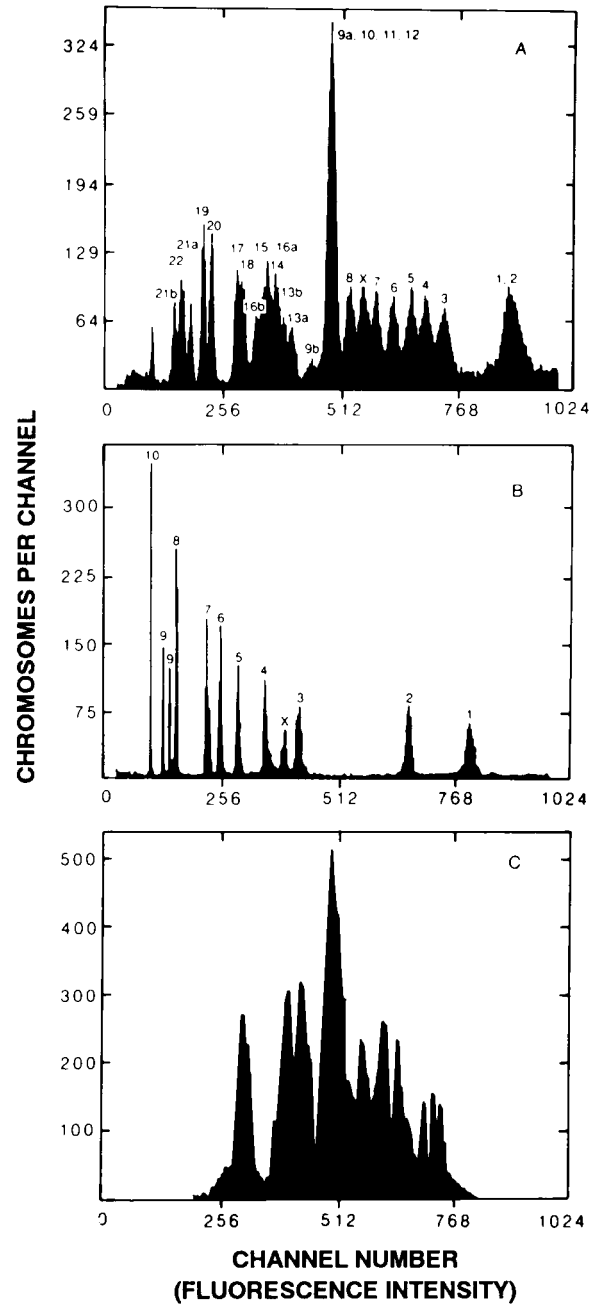 CHROMOSOMES PER CHANNEL
A
324
259
194
129
64
21b
22
21a
19
20
17
18
16b
15
16a
14
13b
13a
9b
9a, 10, 11, 12
8
X
7
6
5
4
3
1, 2
0 256 512 768 1024
B
300
225
150
75
10
9
9
8
7
6
5
4
X
3
2
1
0 256 512 768 1024
C
500
400
300
200
100
0 256 512 768 1024
CHANNEL NUMBER
(FLUORESCENCE INTENSITY)